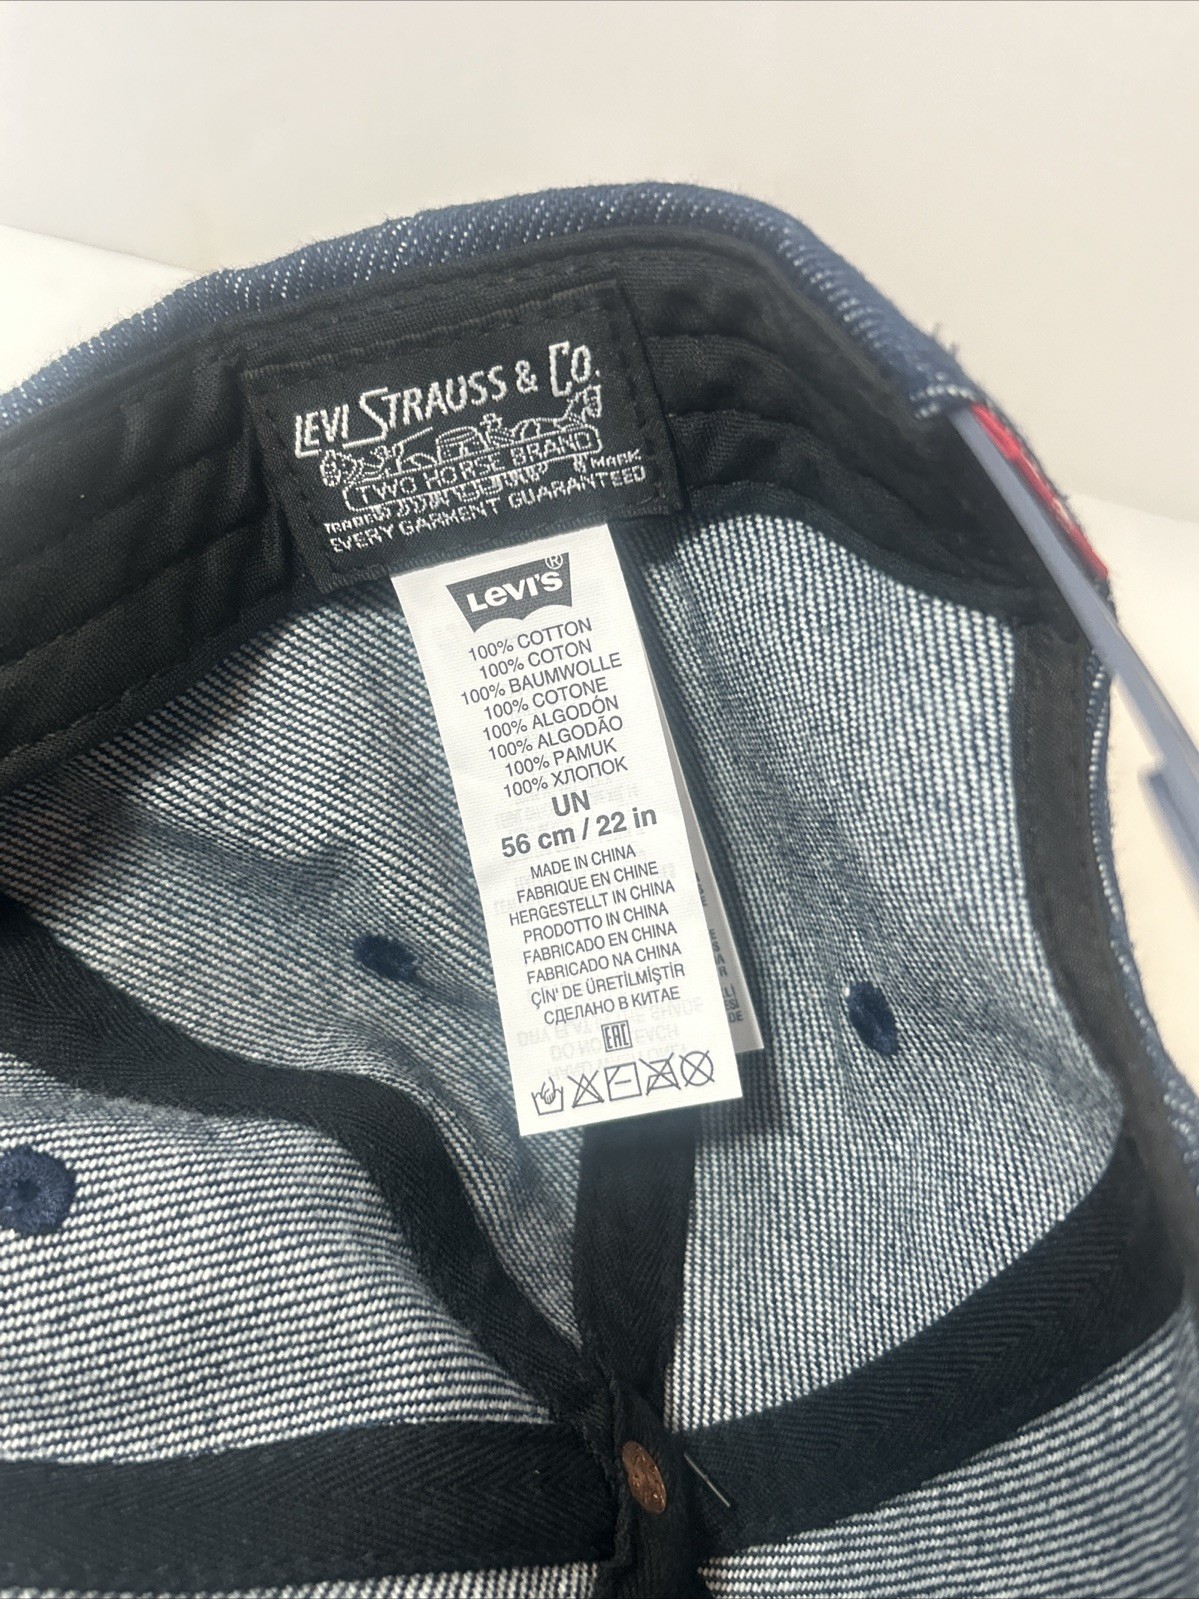 LEVI STRAUSS & CO.
TWO HORSE BRAND
TRADE MARK
EVERY GARMENT GUARANTEED
LEVI'S®
100% COTTON
100% COTON
100% BAUMWOLLE
100% COTONE
100% ALGODÓN
100% ALGODÃO
100% PAMUK
100% ХЛОПОК
UN
56 cm / 22 in
MADE IN CHINA
FABRIQUE EN CHINE
HERGESTELLT IN CHINA
PRODOTTO IN CHINA
FABRICADO EN CHINA
FABRICADO NA CHINA
ÇİN' DE ÜRETİLMİŞTİR
СДЕЛАНО В КИТАЕ
EAC